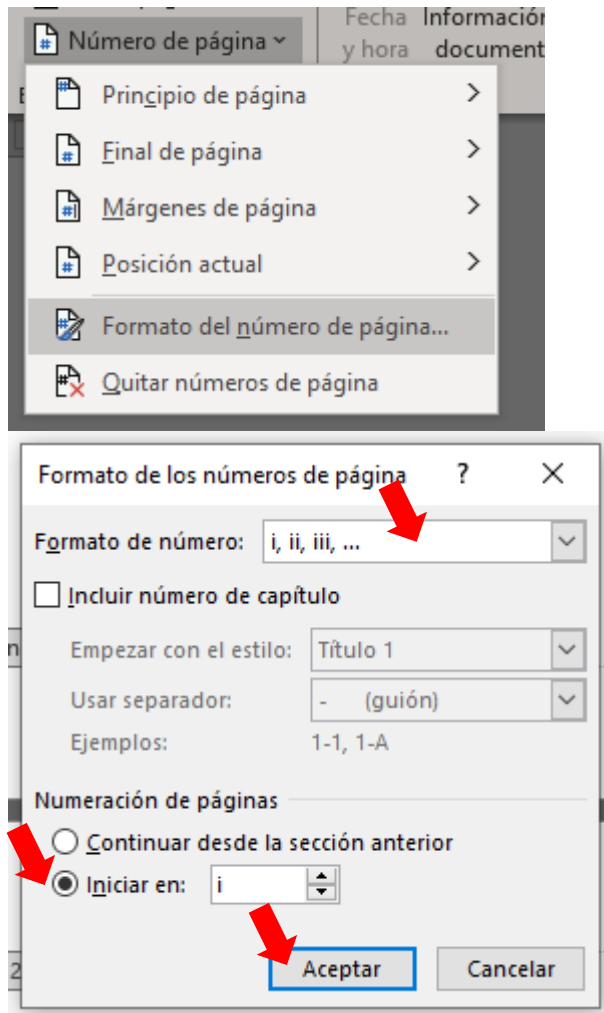 Fecha Información
Número de página
y hora document
Principio de página
Final de página
Márgenes de página
Posición actual
Formato del número de página...
Quitar números de página
Formato de los números de página ? ×
Formato de número: i, ii, iii, ...
Incluir número de capítulo
Empezar con el estilo: Título 1
Usar separador: - (guión)
Ejemplos: 1-1, 1-A
Numeración de páginas
Continuar desde la sección anterior
Iniciar en: i
Aceptar Cancelar